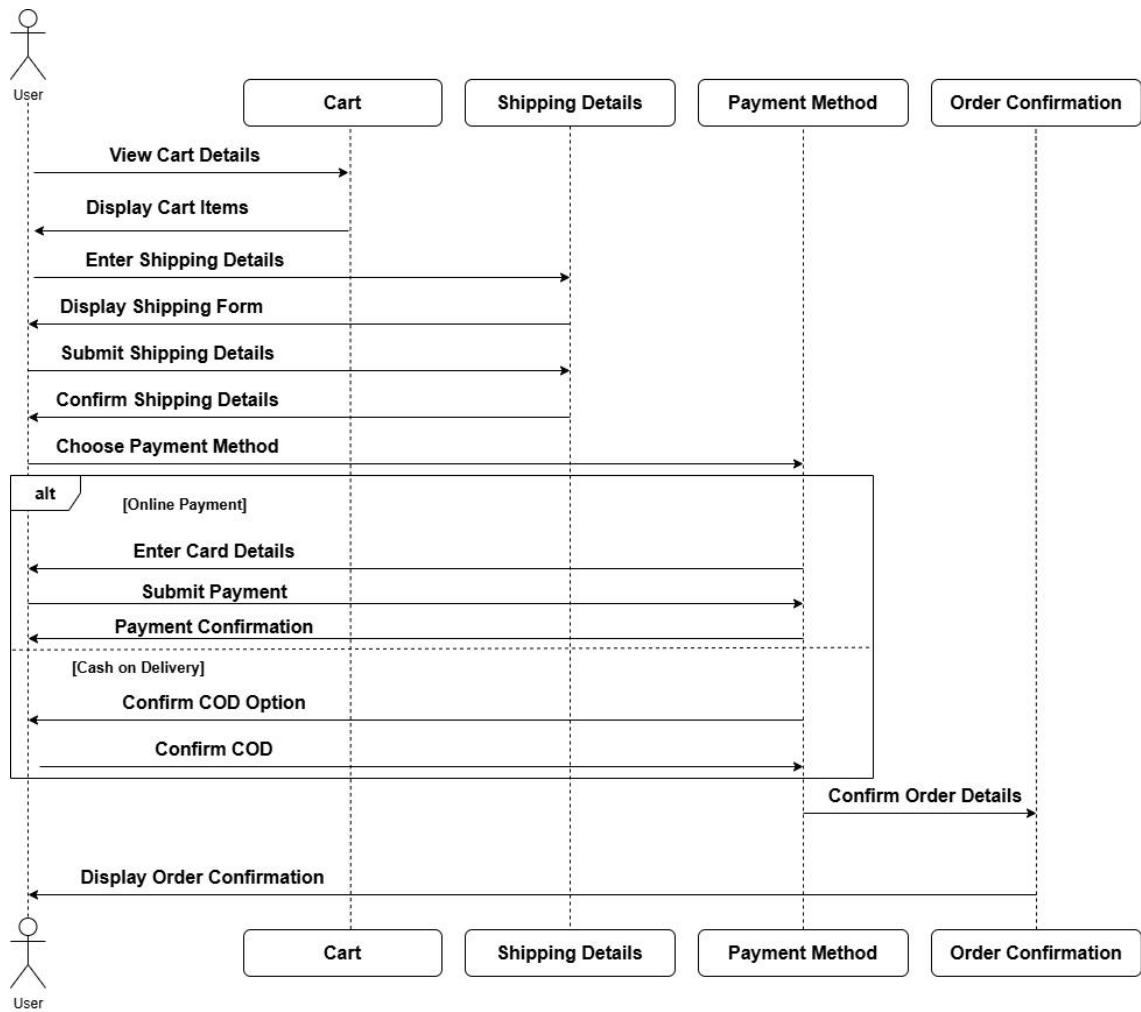 User
Cart
Shipping Details
Payment Method
Order Confirmation
View Cart Details
Display Cart Items
Enter Shipping Details
Display Shipping Form
Submit Shipping Details
Confirm Shipping Details
Choose Payment Method
alt
[Online Payment]
Enter Card Details
Submit Payment
Payment Confirmation
[Cash on Delivery]
Confirm COD Option
Confirm COD
Confirm Order Details
Display Order Confirmation
Cart
Shipping Details
Payment Method
Order Confirmation
User